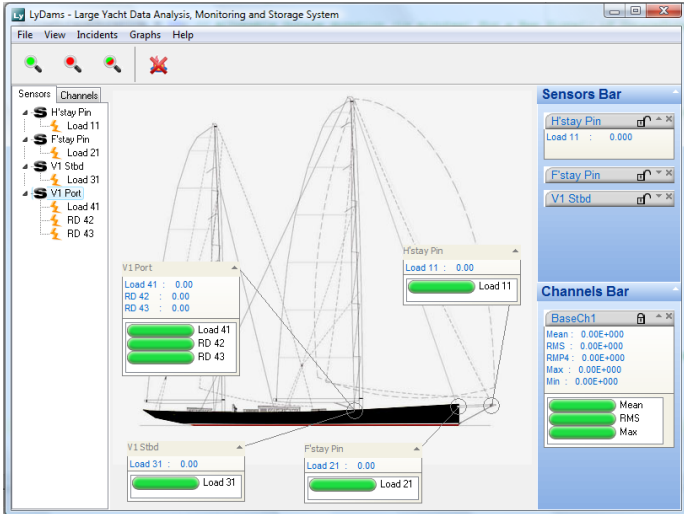 LyDams - Large Yacht Data Analysis, Monitoring and Storage System
File View Incidents Graphs Help
Sensors Channels
H'stay Pin
Load 11
F'stay Pin
Load 21
V1 Stbd
Load 31
V1 Port
Load 41
RD 42
RD 43
V1 Port
Load 41 : 0.00
RD 42 : 0.00
RD 43 : 0.00
Load 41
RD 42
RD 43
H'stay Pin
Load 11 : 0.00
Load 11
V1 Stbd
Load 31 : 0.00
Load 31
F'stay Pin
Load 21 : 0.00
Load 21
Sensors Bar
H'stay Pin
Load 11 : 0.000
F'stay Pin
V1 Stbd
Channels Bar
BaseCh1
Mean : 0.00E+000
RMS : 0.00E+000
RMP4 : 0.00E+000
Max : 0.00E+000
Min : 0.00E+000
Mean
RMS
Max